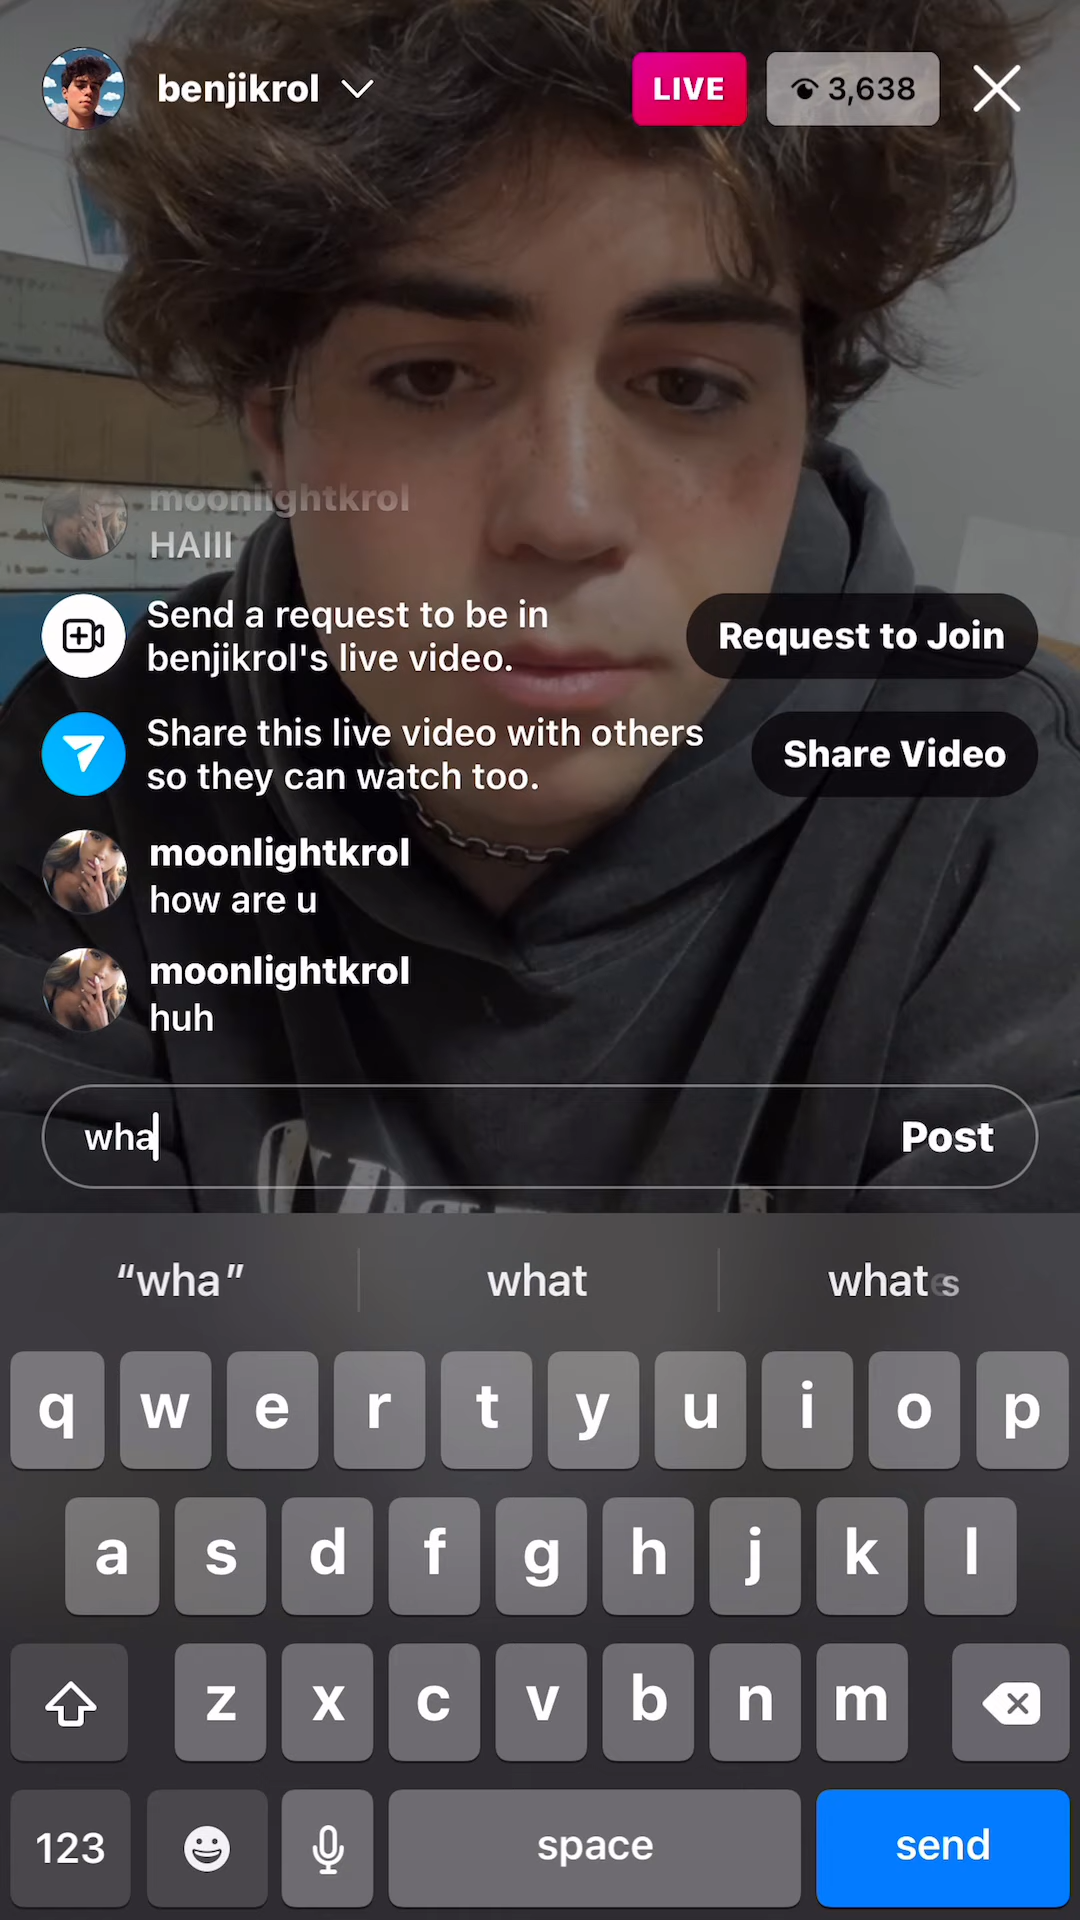 benjikrol
LIVE
3,638
moonlightkrol
HAIII
Send a request to be in
benjikrol's live video.
Request to Join
Share this live video with others
so they can watch too.
Share Video
moonlightkrol
how are u
moonlightkrol
huh
wha
Post
“wha” what what
q w e r t y u i o p
a s d f g h j k l
z x c v b n m
123 space send